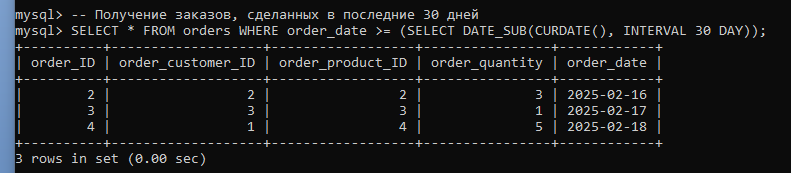 mysql> -- Получение заказов, сделанных в последние 30 дней
mysql> SELECT * FROM orders WHERE order_date >= (SELECT DATE_SUB(CURDATE(), INTERVAL 30 DAY));
+----------+-------------------+------------------+----------------+------------+
| order_ID | order_customer_ID | order_product_ID | order_quantity | order_date |
+----------+-------------------+------------------+----------------+------------+
|        2 |                 2 |                2 |              3 | 2025-02-16 |
|        3 |                 3 |                3 |              1 | 2025-02-17 |
|        4 |                 1 |                4 |              5 | 2025-02-18 |
+----------+-------------------+------------------+----------------+------------+
3 rows in set (0.00 sec)